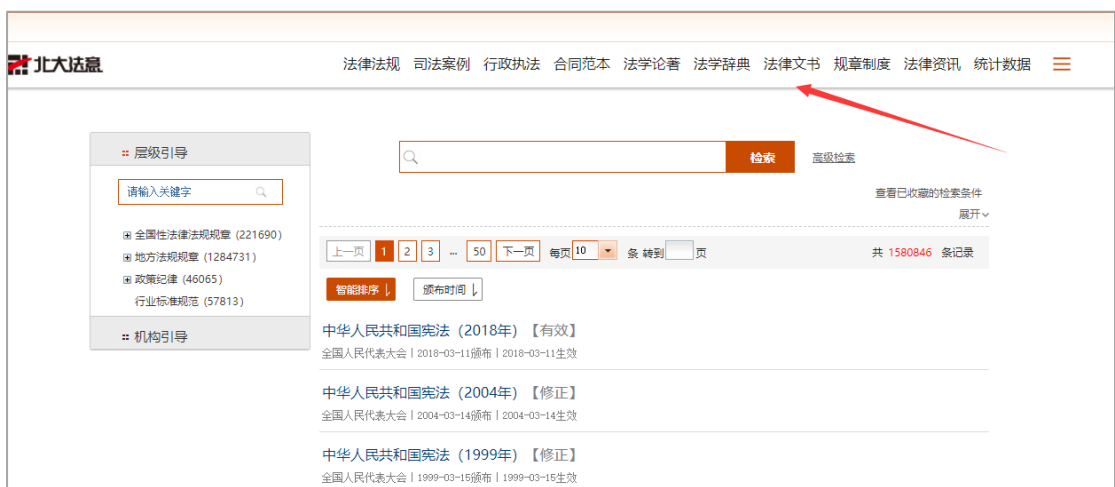 北大法意
法律法规 司法案例 行政执法 合同范本 法学论著 法学辞典 法律文书 规章制度 法律资讯 统计数据
层级引导
请输入关键字
全国性法律法规规章 (221690)
地方法规规章 (1284731)
政策纪律 (46065)
行业标准规范 (57813)
机构引导
检索 高级检索
查看已收藏的检索条件
展开
上一页 1 2 3 … 50 下一页 每页 10 条 转到 页 共 1580846 条记录
智能排序 颁布时间
中华人民共和国宪法（2018年）【有效】
全国人民代表大会 | 2018-03-11颁布 | 2018-03-11生效
中华人民共和国宪法（2004年）【修正】
全国人民代表大会 | 2004-03-14颁布 | 2004-03-14生效
中华人民共和国宪法（1999年）【修正】
全国人民代表大会 | 1999-03-15颁布 | 1999-03-15生效